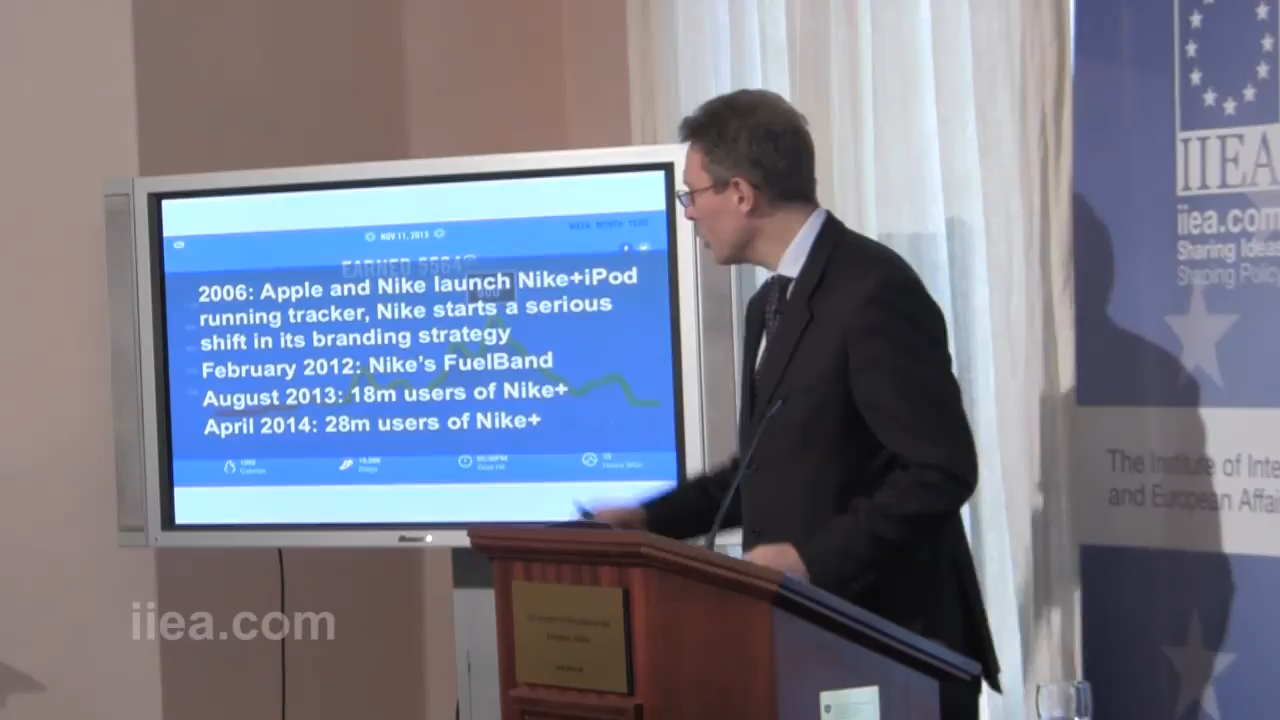 NOV 11, 2013
WEEK MONTH YEAR
EARNED 5564
2006: Apple and Nike launch Nike+iPod
running tracker, Nike starts a serious
shift in its branding strategy
February 2012: Nike's FuelBand
August 2013: 18m users of Nike+
April 2014: 28m users of Nike+
IIEA
iiea.com
Sharing Ideas
Shaping Policy
The Institute of Inte
and European Affai
iiea.com